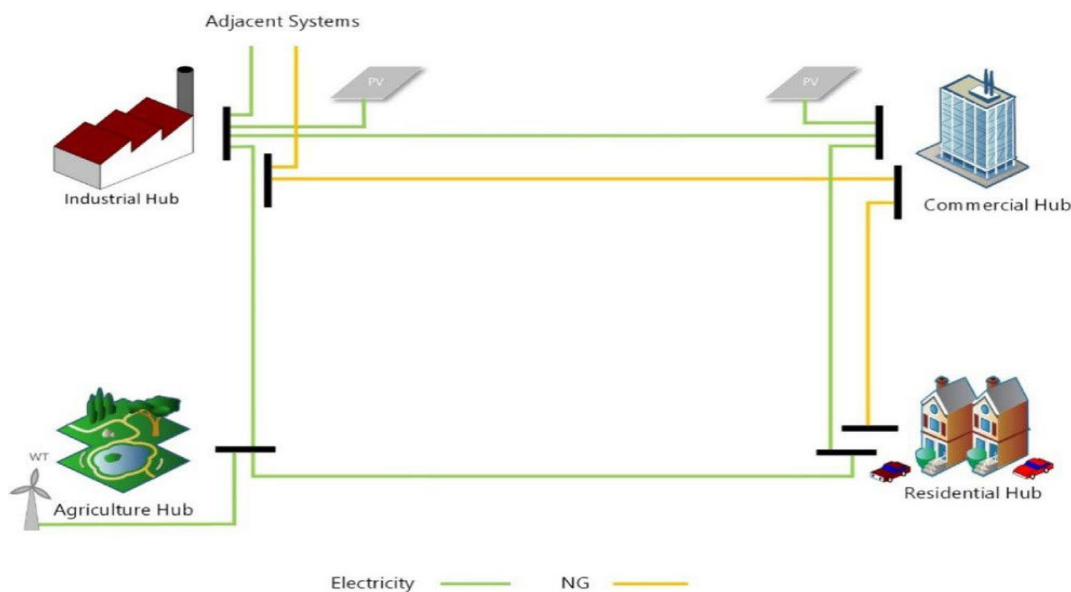 Adjacent Systems
PV
PV
Industrial Hub
Commercial Hub
WT
Agriculture Hub
Residential Hub
Electricity
NG